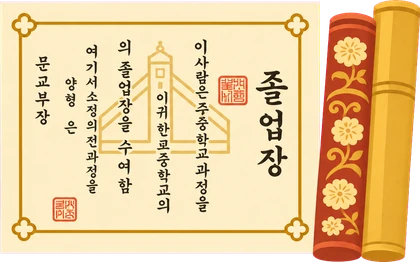 졸업장
이사람은주중학교과정을
이귀한교중학교의
의 졸업장을 수여함
여기서소정의전과정을
양형 은
문교부장